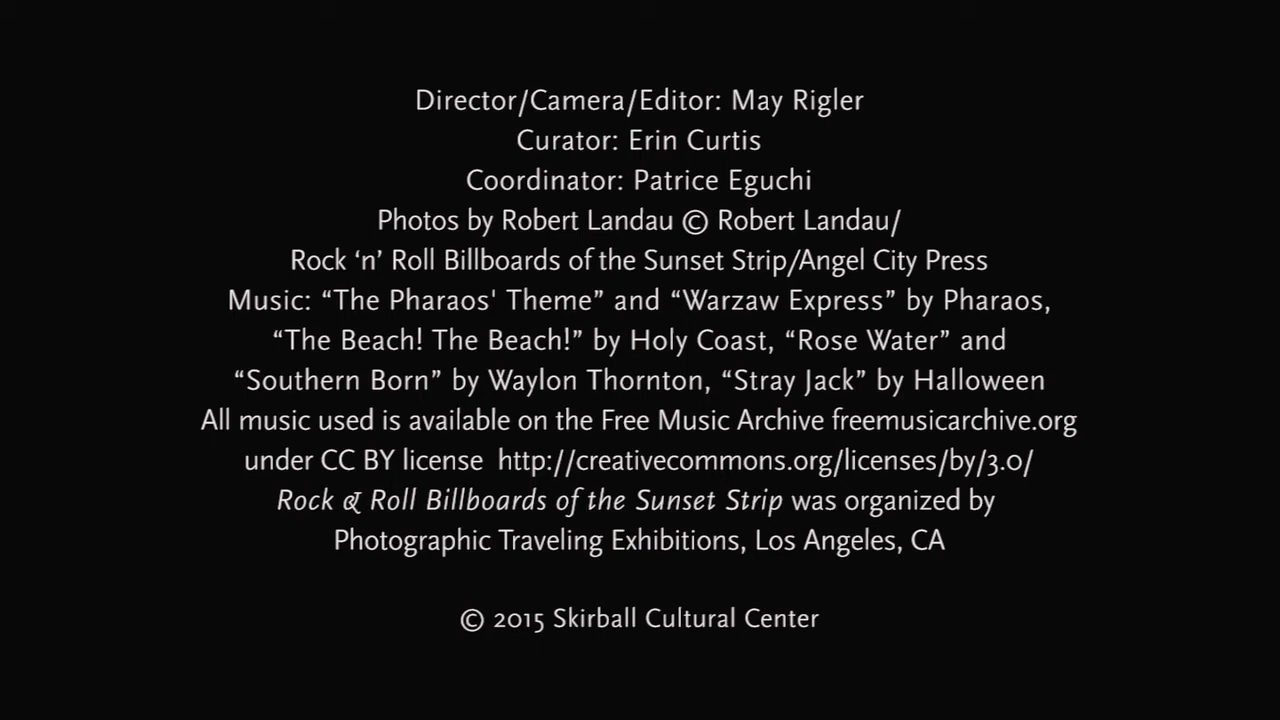 Director/Camera/Editor: May Rigler
Curator: Erin Curtis
Coordinator: Patrice Eguchi
Photos by Robert Landau © Robert Landau/
Rock ‘n’ Roll Billboards of the Sunset Strip/Angel City Press
Music: “The Pharaos' Theme” and “Warzaw Express” by Pharaos,
“The Beach! The Beach!” by Holy Coast, “Rose Water” and
“Southern Born” by Waylon Thornton, “Stray Jack” by Halloween
All music used is available on the Free Music Archive freemusicarchive.org
under CC BY license  http://creativecommons.org/licenses/by/3.0/
Rock & Roll Billboards of the Sunset Strip was organized by
Photographic Traveling Exhibitions, Los Angeles, CA
© 2015 Skirball Cultural Center